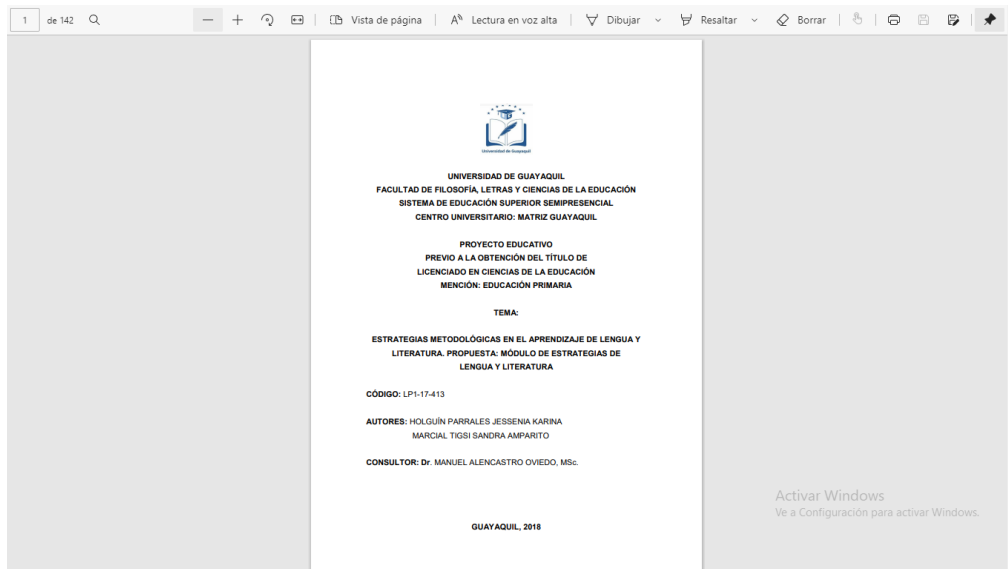 1 de 142 Vista de página Lectura en voz alta Dibujar Resaltar Borrar
Universidad de Guayaquil
UNIVERSIDAD DE GUAYAQUIL
FACULTAD DE FILOSOFÍA, LETRAS Y CIENCIAS DE LA EDUCACIÓN
SISTEMA DE EDUCACIÓN SUPERIOR SEMIPRESENCIAL
CENTRO UNIVERSITARIO: MATRIZ GUAYAQUIL
PROYECTO EDUCATIVO
PREVIO A LA OBTENCIÓN DEL TÍTULO DE
LICENCIADO EN CIENCIAS DE LA EDUCACIÓN
MENCIÓN: EDUCACIÓN PRIMARIA
TEMA:
ESTRATEGIAS METODOLÓGICAS EN EL APRENDIZAJE DE LENGUA Y
LITERATURA. PROPUESTA: MÓDULO DE ESTRATEGIAS DE
LENGUA Y LITERATURA
CÓDIGO: LP1-17-413
AUTORES: HOLGUÍN PARRALES JESSENIA KARINA
MARCIAL TIGSI SANDRA AMPARITO
CONSULTOR: Dr. MANUEL ALENCASTRO OVIEDO, MSc.
GUAYAQUIL, 2018
Activar Windows
Ve a Configuración para activar Windows.